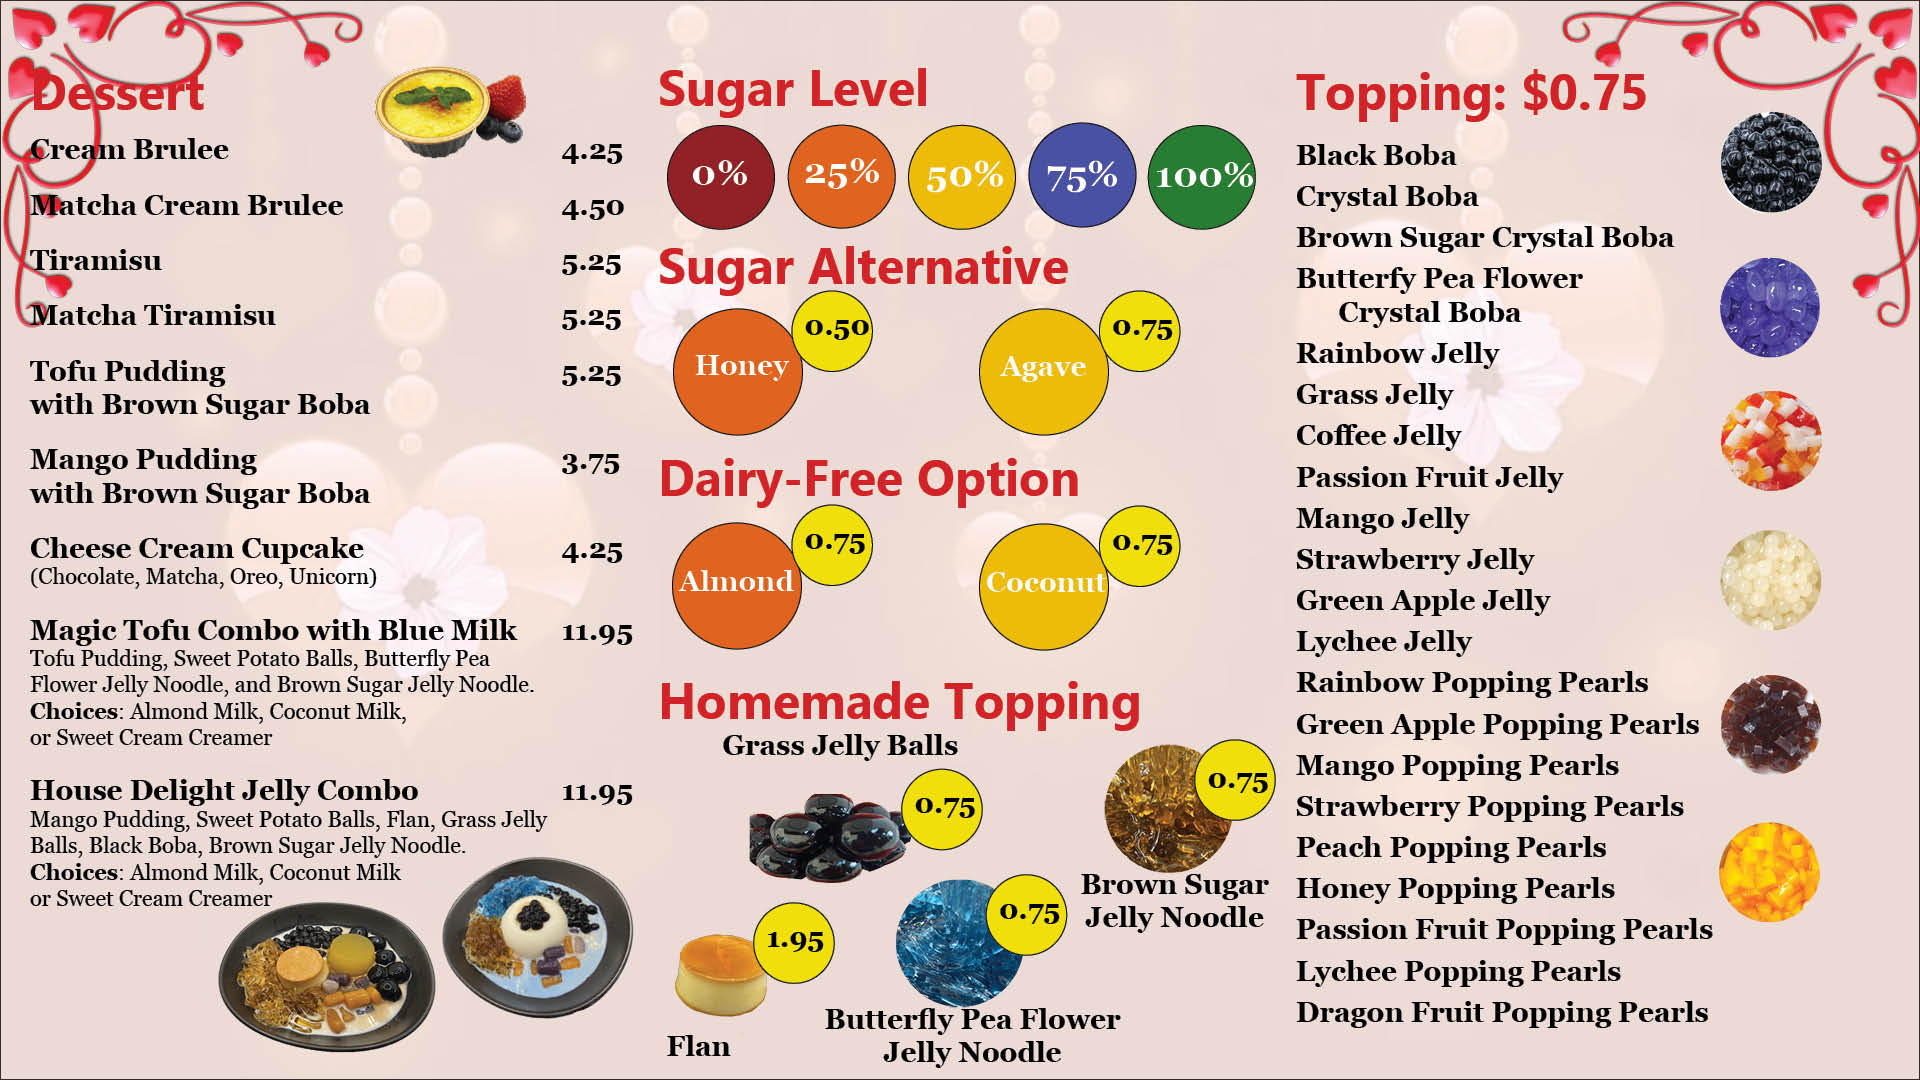 Dessert
Cream Brulee 4.25
Matcha Cream Brulee 4.50
Tiramisu 5.25
Matcha Tiramisu 5.25
Tofu Pudding 5.25
with Brown Sugar Boba
Mango Pudding 3.75
with Brown Sugar Boba
Cheese Cream Cupcake 4.25
(Chocolate, Matcha, Oreo, Unicorn)
Magic Tofu Combo with Blue Milk 11.95
Tofu Pudding, Sweet Potato Balls, Butterfly Pea
Flower Jelly Noodle, and Brown Sugar Jelly Noodle.
Choices: Almond Milk, Coconut Milk,
or Sweet Cream Creamer
House Delight Jelly Combo 11.95
Mango Pudding, Sweet Potato Balls, Flan, Grass Jelly
Balls, Black Boba, Brown Sugar Jelly Noodle.
Choices: Almond Milk, Coconut Milk
or Sweet Cream Creamer
Sugar Level
0% 25% 50% 75% 100%
Sugar Alternative
Honey 0.50 Agave 0.75
Dairy-Free Option
Almond 0.75 Coconut 0.75
Homemade Topping
Grass Jelly Balls
0.75
0.75
Brown Sugar
Jelly Noodle
1.95
Flan
0.75
Butterfly Pea Flower
Jelly Noodle
Topping: $0.75
Black Boba
Crystal Boba
Brown Sugar Crystal Boba
Butterfy Pea Flower
Crystal Boba
Rainbow Jelly
Grass Jelly
Coffee Jelly
Passion Fruit Jelly
Mango Jelly
Strawberry Jelly
Green Apple Jelly
Lychee Jelly
Rainbow Popping Pearls
Green Apple Popping Pearls
Mango Popping Pearls
Strawberry Popping Pearls
Peach Popping Pearls
Honey Popping Pearls
Passion Fruit Popping Pearls
Lychee Popping Pearls
Dragon Fruit Popping Pearls